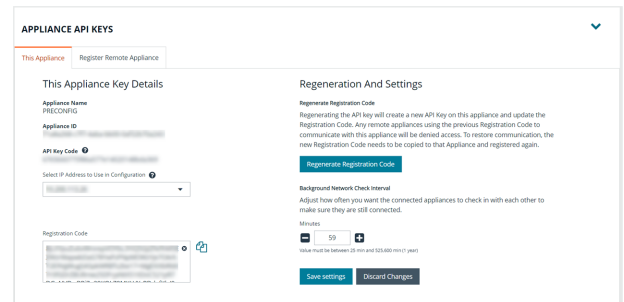 APPLIANCE API KEYS
This Appliance
Register Remote Appliance
This Appliance Key Details
Appliance Name
PRECONFIG
Appliance ID
API Key Code
Select IP Address to Use in Configuration
Registration Code
Regeneration And Settings
Regenerate Registration Code
Regenerating the API key will create a new API Key on this appliance and update the
Registration Code. Any remote appliances using the previous Registration Code to
communicate with this appliance will be denied access. To restore communication, the
new Registration Code needs to be copied to that Appliance and registered again.
Regenerate Registration Code
Background Network Check Interval
Adjust how often you want the connected appliances to check in with each other to
make sure they are still connected.
Minutes
59
Value must be between 25 min and 525,600 min (1 year)
Save settings
Discard Changes